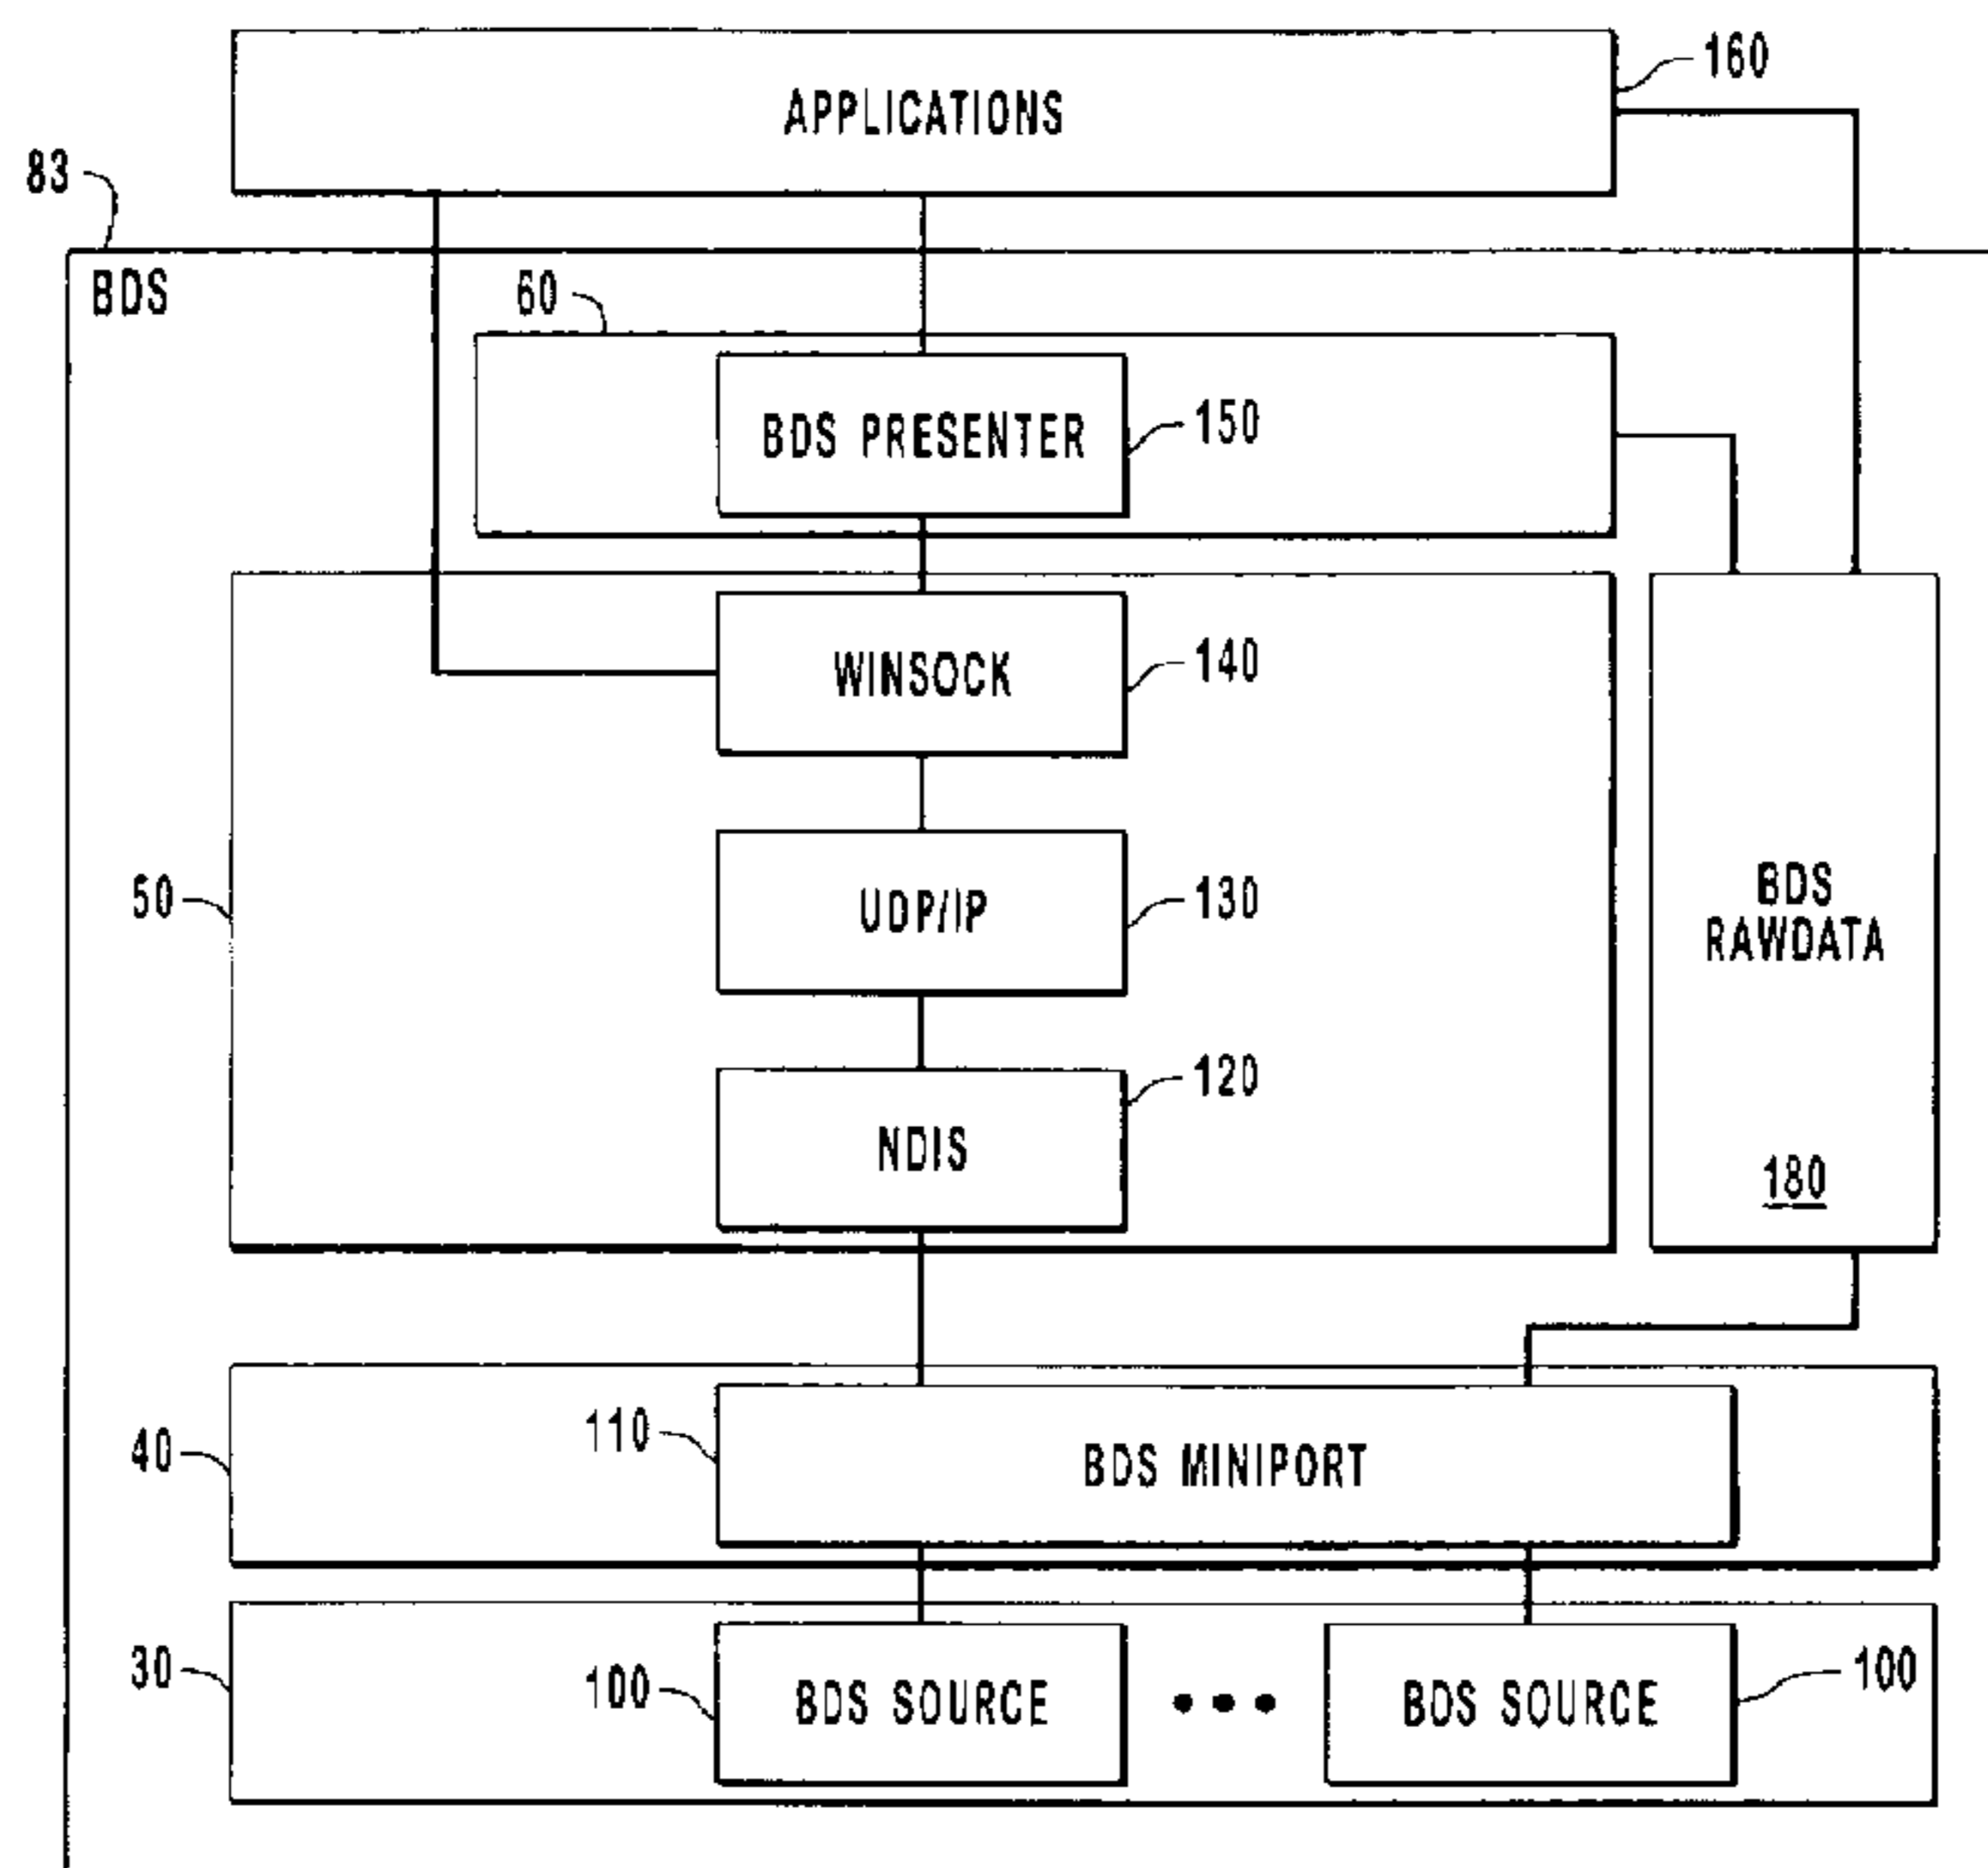 APPLICATIONS
160
83
BDS
60
BDS PRESENTER
150
WINSOCK
140
50
UDP/IP
130
BDS
RAWDATA
NDIS
120
180
40
110
BDS MINIPORT
30
100
BDS SOURCE
BDS SOURCE
100